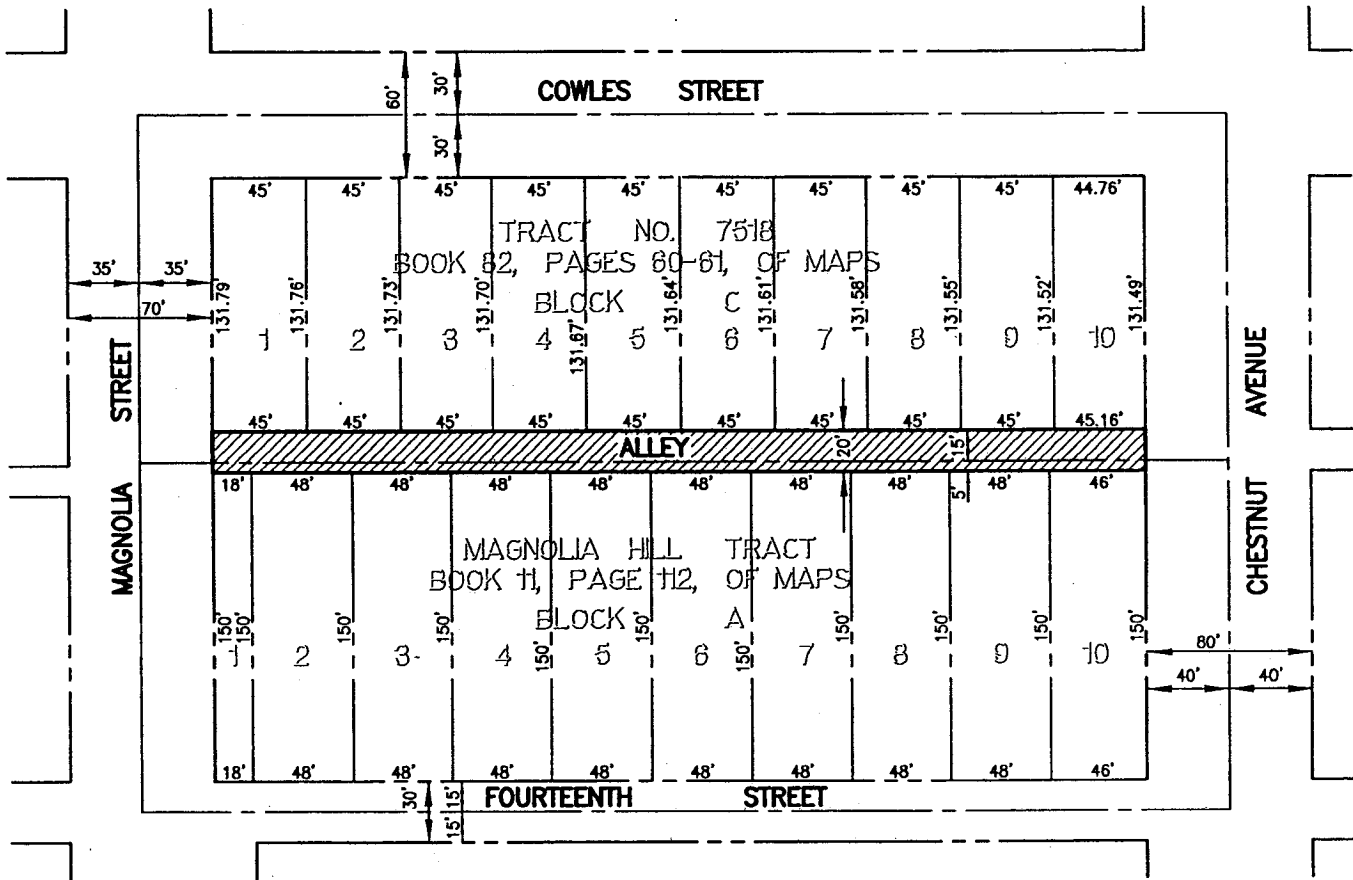 COWLES STREET
60'
30'
30'
45' 45' 45' 45' 45' 45' 45' 45' 45' 44.76'
TRACT NO. 7518
BOOK 82, PAGES 60-61, OF MAPS
BLOCK C
35' 35'
70'
131.79' 131.76' 131.73' 131.70' 131.67' 131.64' 131.61' 131.58' 131.55' 131.52' 131.49'
1 2 3 4 5 6 7 8 9 10
MAGNOLIA STREET
CHESTNUT AVENUE
45' 45' 45' 45' 45' 45' 45' 45' 45' 45.16'
ALLEY
20'
15'
5'
18' 48' 48' 48' 48' 48' 48' 48' 48' 46'
MAGNOLIA HILL TRACT
BOOK 11, PAGE 112, OF MAPS
BLOCK A
150' 150' 150' 150' 150' 150' 150' 150' 150' 150' 150'
1 2 3 4 5 6 7 8 9 10
80'
40' 40'
18' 48' 48' 48' 48' 48' 48' 48' 48' 46'
30'
15'
15'
FOURTEENTH STREET